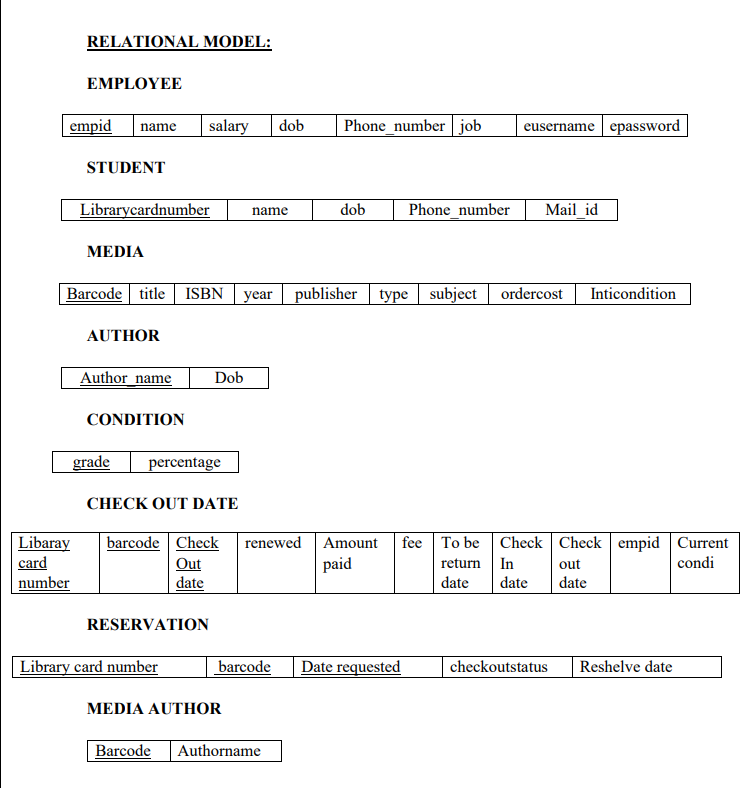 RELATIONAL MODEL:
EMPLOYEE
empid name salary dob Phone_number job eusername epassword
STUDENT
Librarycardnumber name dob Phone_number Mail_id
MEDIA
Barcode title ISBN year publisher type subject ordercost Inticondition
AUTHOR
Author_name Dob
CONDITION
grade percentage
CHECK OUT DATE
Libaray barcode Check renewed Amount fee To be Check Check empid Current
card Out paid return In out condi
number date date date date
RESERVATION
Library card number barcode Date requested checkoutstatus Reshelve date
MEDIA AUTHOR
Barcode Authorname